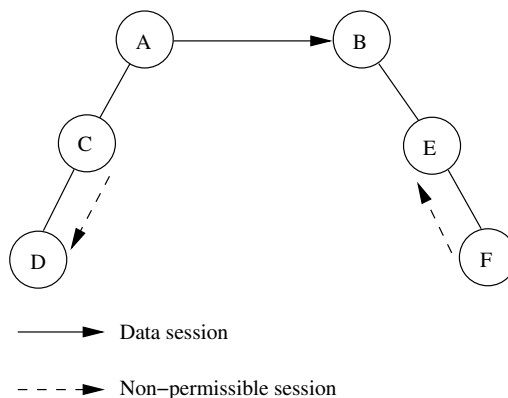 A
B
C
E
D
F
Data session
Non–permissible session